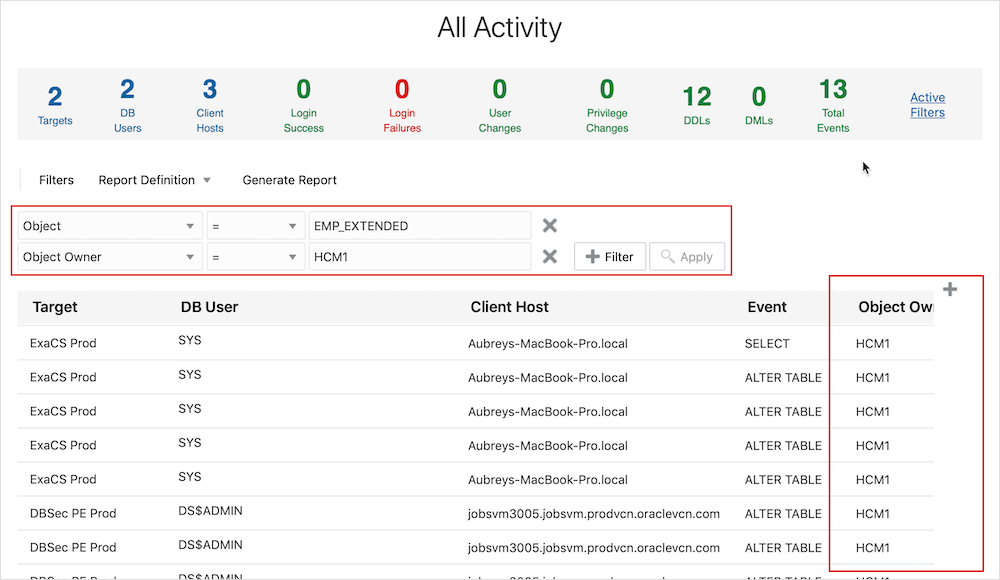 All Activity
2 2 3 0 0 0 0 12 0 13
Targets DB Users Client Hosts Login Success Login Failures User Changes Privilege Changes DDLs DMLs Total Events Active Filters
Filters Report Definition Generate Report
Object = EMP_EXTENDED
Object Owner = HCM1 Filter Apply
Target DB User Client Host Event Object Ow
ExaCS Prod SYS Aubreys-MacBook-Pro.local SELECT HCM1
ExaCS Prod SYS Aubreys-MacBook-Pro.local ALTER TABLE HCM1
ExaCS Prod SYS Aubreys-MacBook-Pro.local ALTER TABLE HCM1
ExaCS Prod SYS Aubreys-MacBook-Pro.local ALTER TABLE HCM1
ExaCS Prod SYS Aubreys-MacBook-Pro.local ALTER TABLE HCM1
DBSec PE Prod DS$ADMIN jobsvm3005.jobsvm.prodvcn.oraclevcn.com ALTER TABLE HCM1
DBSec PE Prod DS$ADMIN jobsvm3005.jobsvm.prodvcn.oraclevcn.com ALTER TABLE HCM1
DS$ADMIN